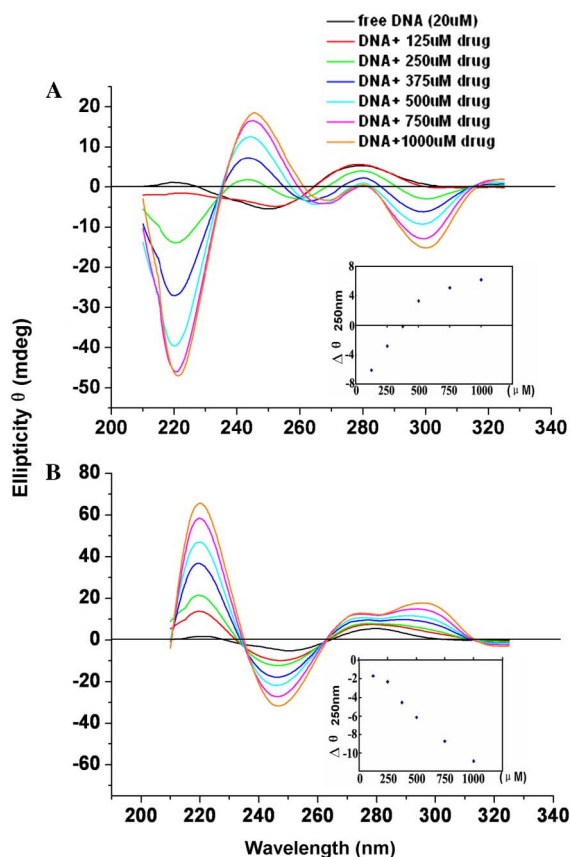 free DNA (20uM)
DNA+ 125uM drug
DNA+ 250uM drug
DNA+ 375uM drug
DNA+ 500uM drug
DNA+ 750uM drug
DNA+1000uM drug
A
20
10
0
-10
-20
-30
-40
-50
200 220 240 260 280 300 320 340
8
4
0
-4
-8
Δ θ 250nm
0 250 500 750 1000 (μ M)
Ellipticity θ (mdeg)
B
80
60
40
20
0
-20
-40
-60
200 220 240 260 280 300 320 340
0
-2
-4
-6
-8
-10
Δ θ 250nm
0 250 500 750 1000 (μ M)
Wavelength (nm)